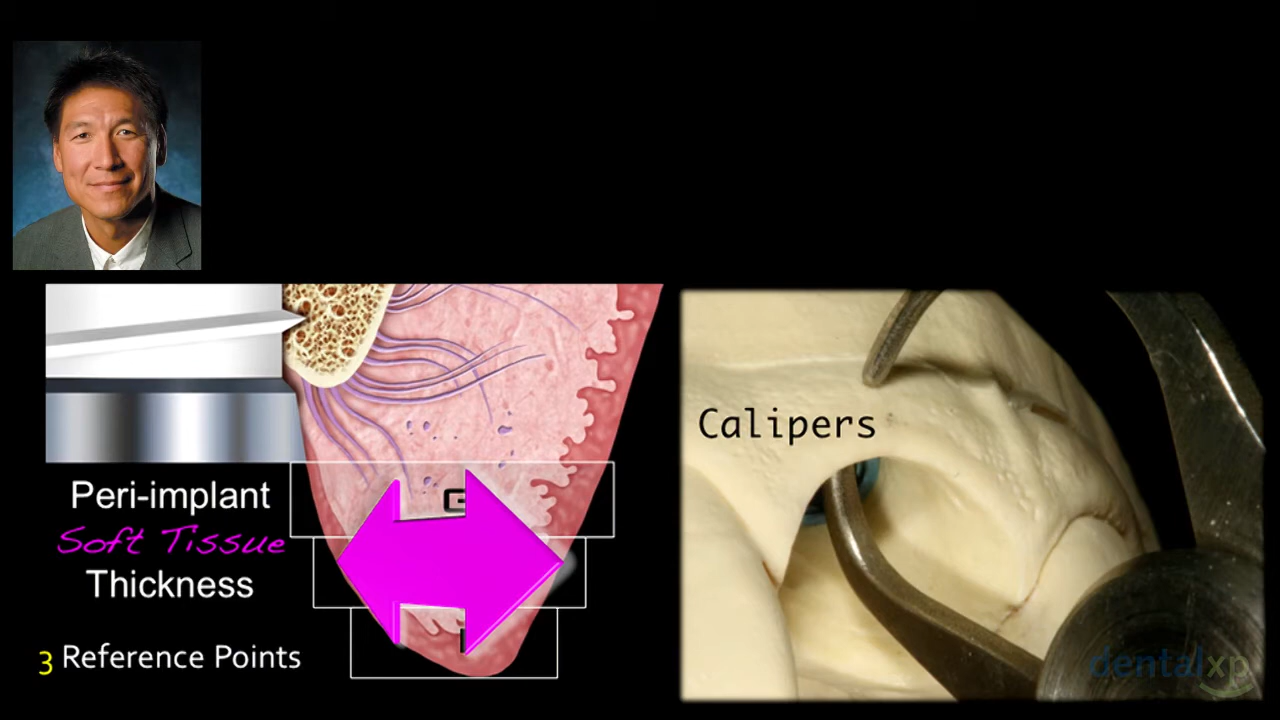 Peri-implant
Soft Tissue
Thickness
3 Reference Points
Calipers
dentalxp